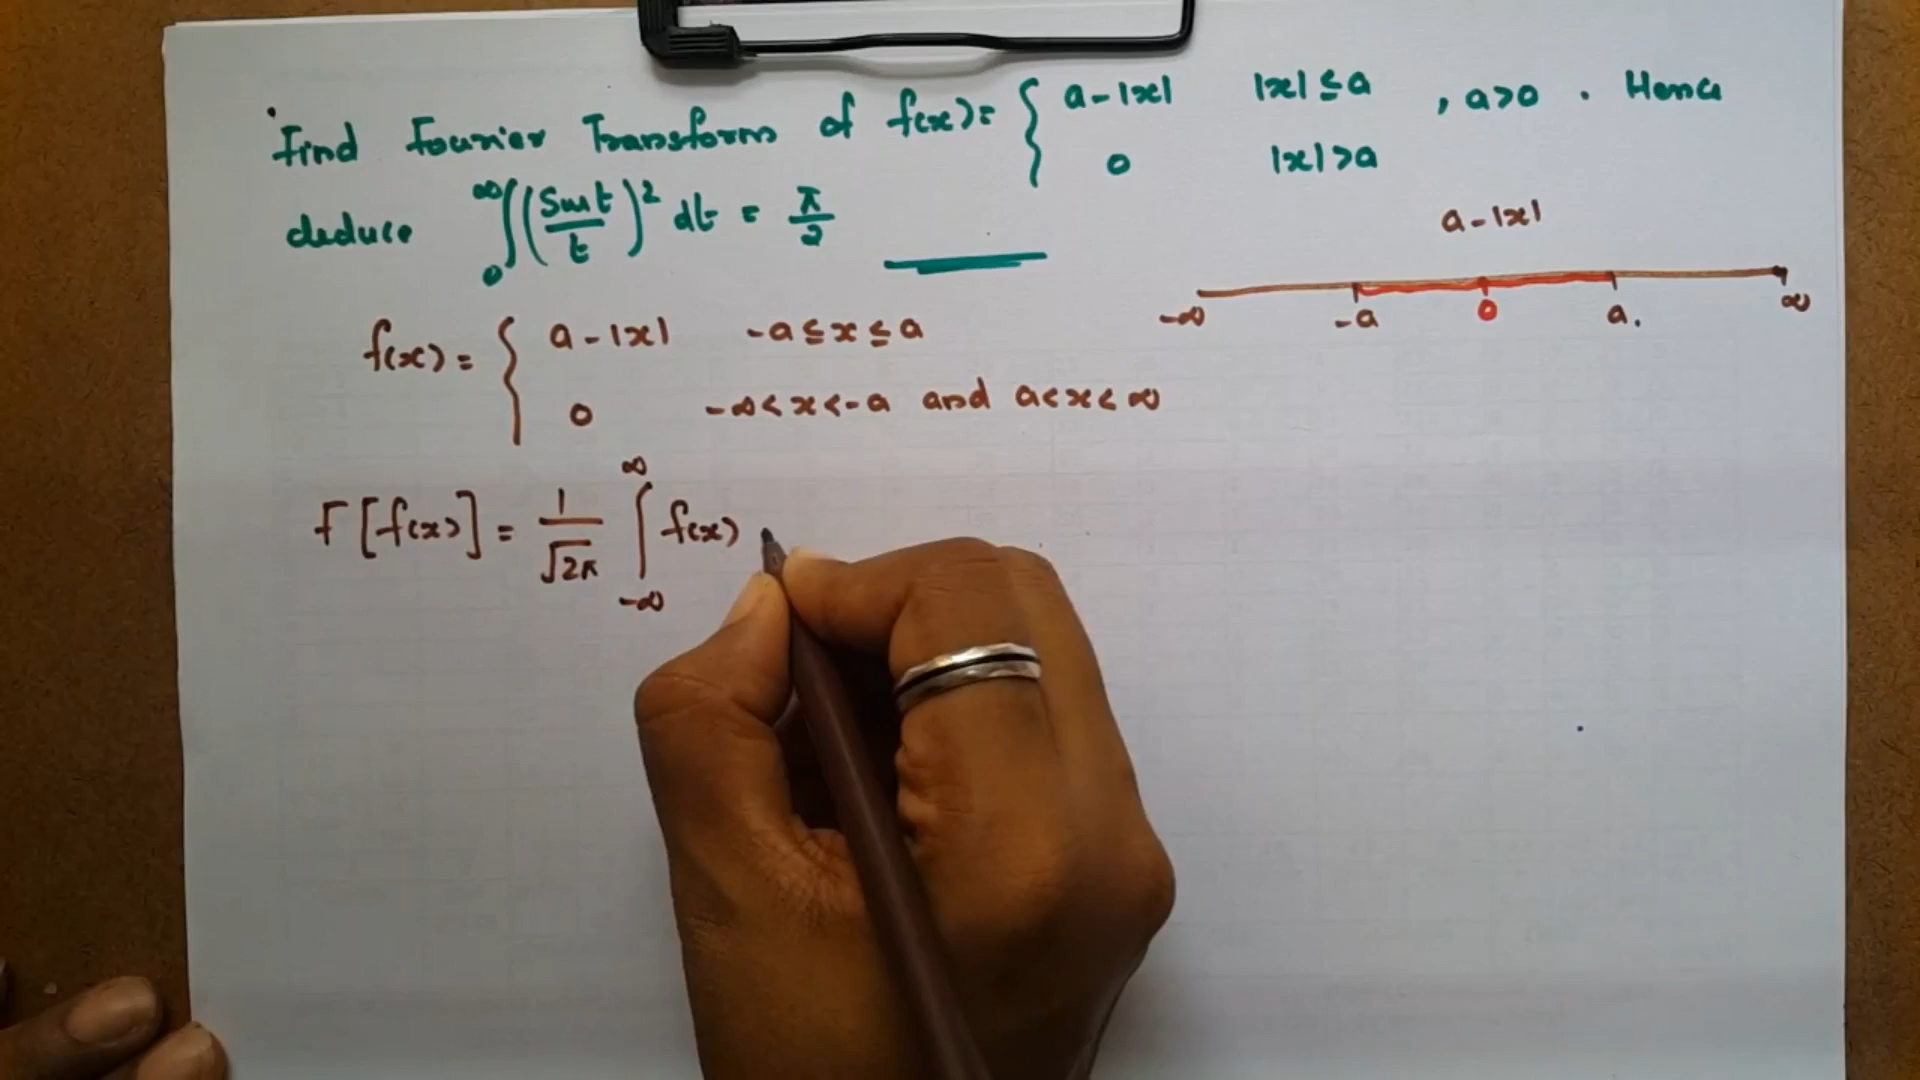 Find Fourier Transform of f(x) = { a - |x| |x| ≤ a , a > 0 . Hence
0 |x| > a
deduce ∫₀^∞ (Sin t / t)² dt = π/2
a - |x|
-∞ -a 0 a. ∞
f(x) = { a - |x| -a ≤ x ≤ a
0 -∞ < x < -a and a < x < ∞
F[f(x)] = 1/√2π ∫_{-∞}^{∞} f(x)